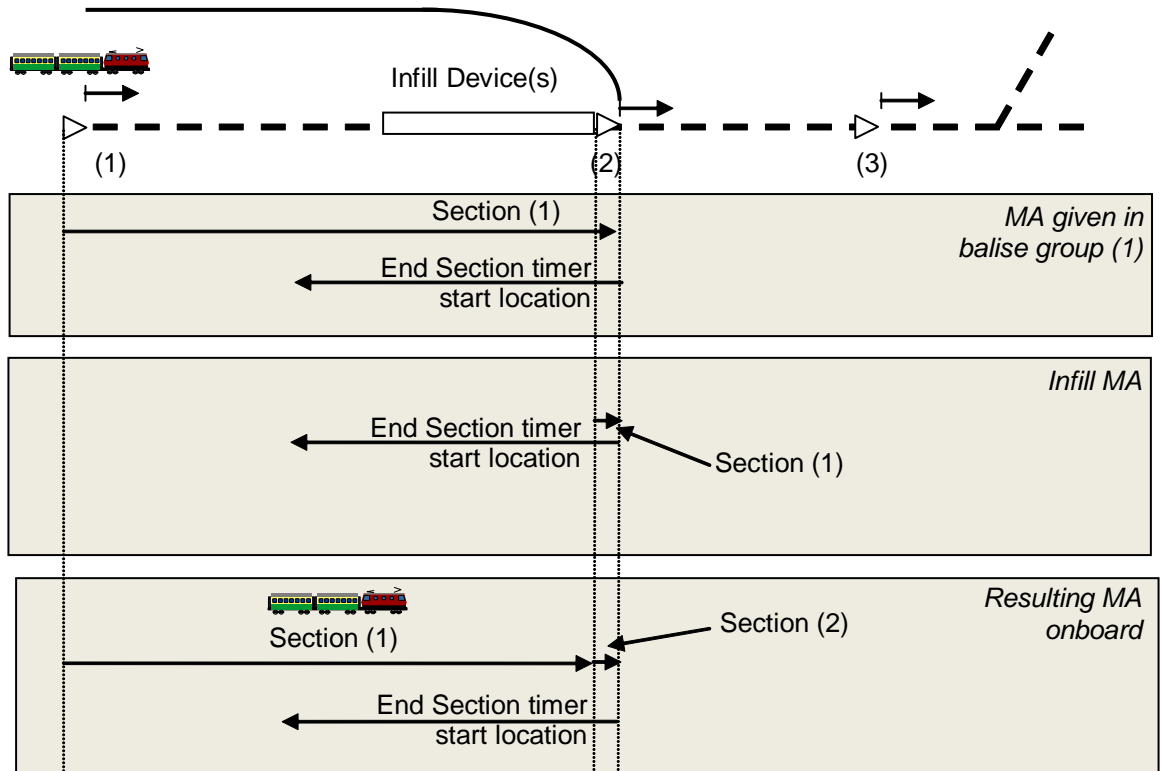 Infill Device(s)
(1)
(2)
(3)
Section (1)
MA given in
balise group (1)
End Section timer
start location
Infill MA
End Section timer
start location
Section (1)
Resulting MA
onboard
Section (2)
Section (1)
End Section timer
start location